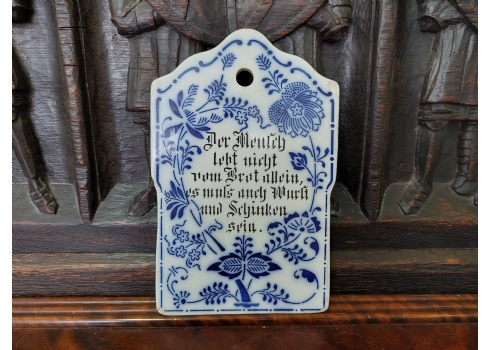 Der Mensch
lebt nicht
vom Brot allein,
es muss auch Wurst
und Schinken
sein.